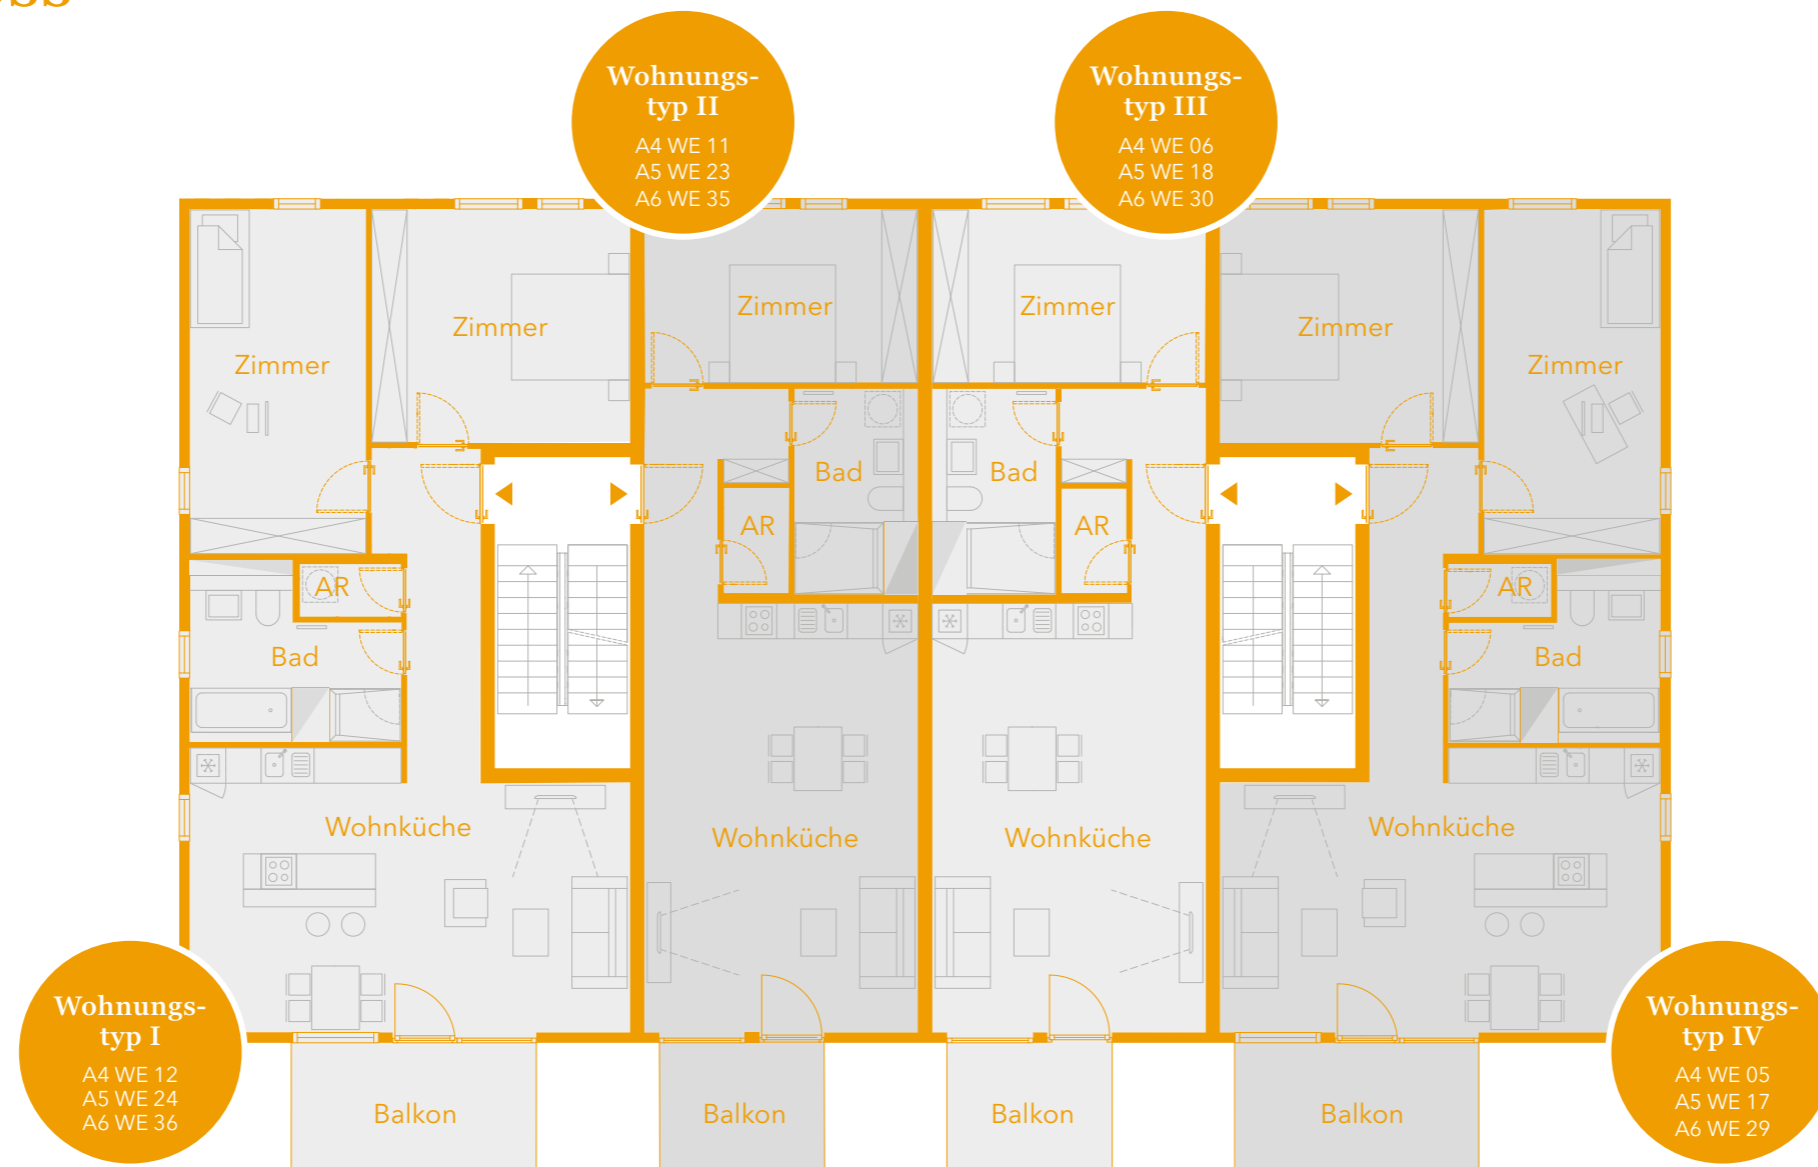 Wohnungs-
typ II
A4 WE 11
A5 WE 23
A6 WE 35
Wohnungs-
typ III
A4 WE 06
A5 WE 18
A6 WE 30
Zimmer
Zimmer
Zimmer
Zimmer
Zimmer
Zimmer
Bad
Bad
AR
AR
AR
AR
Bad
Bad
Wohnküche
Wohnküche
Wohnküche
Wohnküche
Wohnungs-
typ I
A4 WE 12
A5 WE 24
A6 WE 36
Wohnungs-
typ IV
A4 WE 05
A5 WE 17
A6 WE 29
Balkon
Balkon
Balkon
Balkon